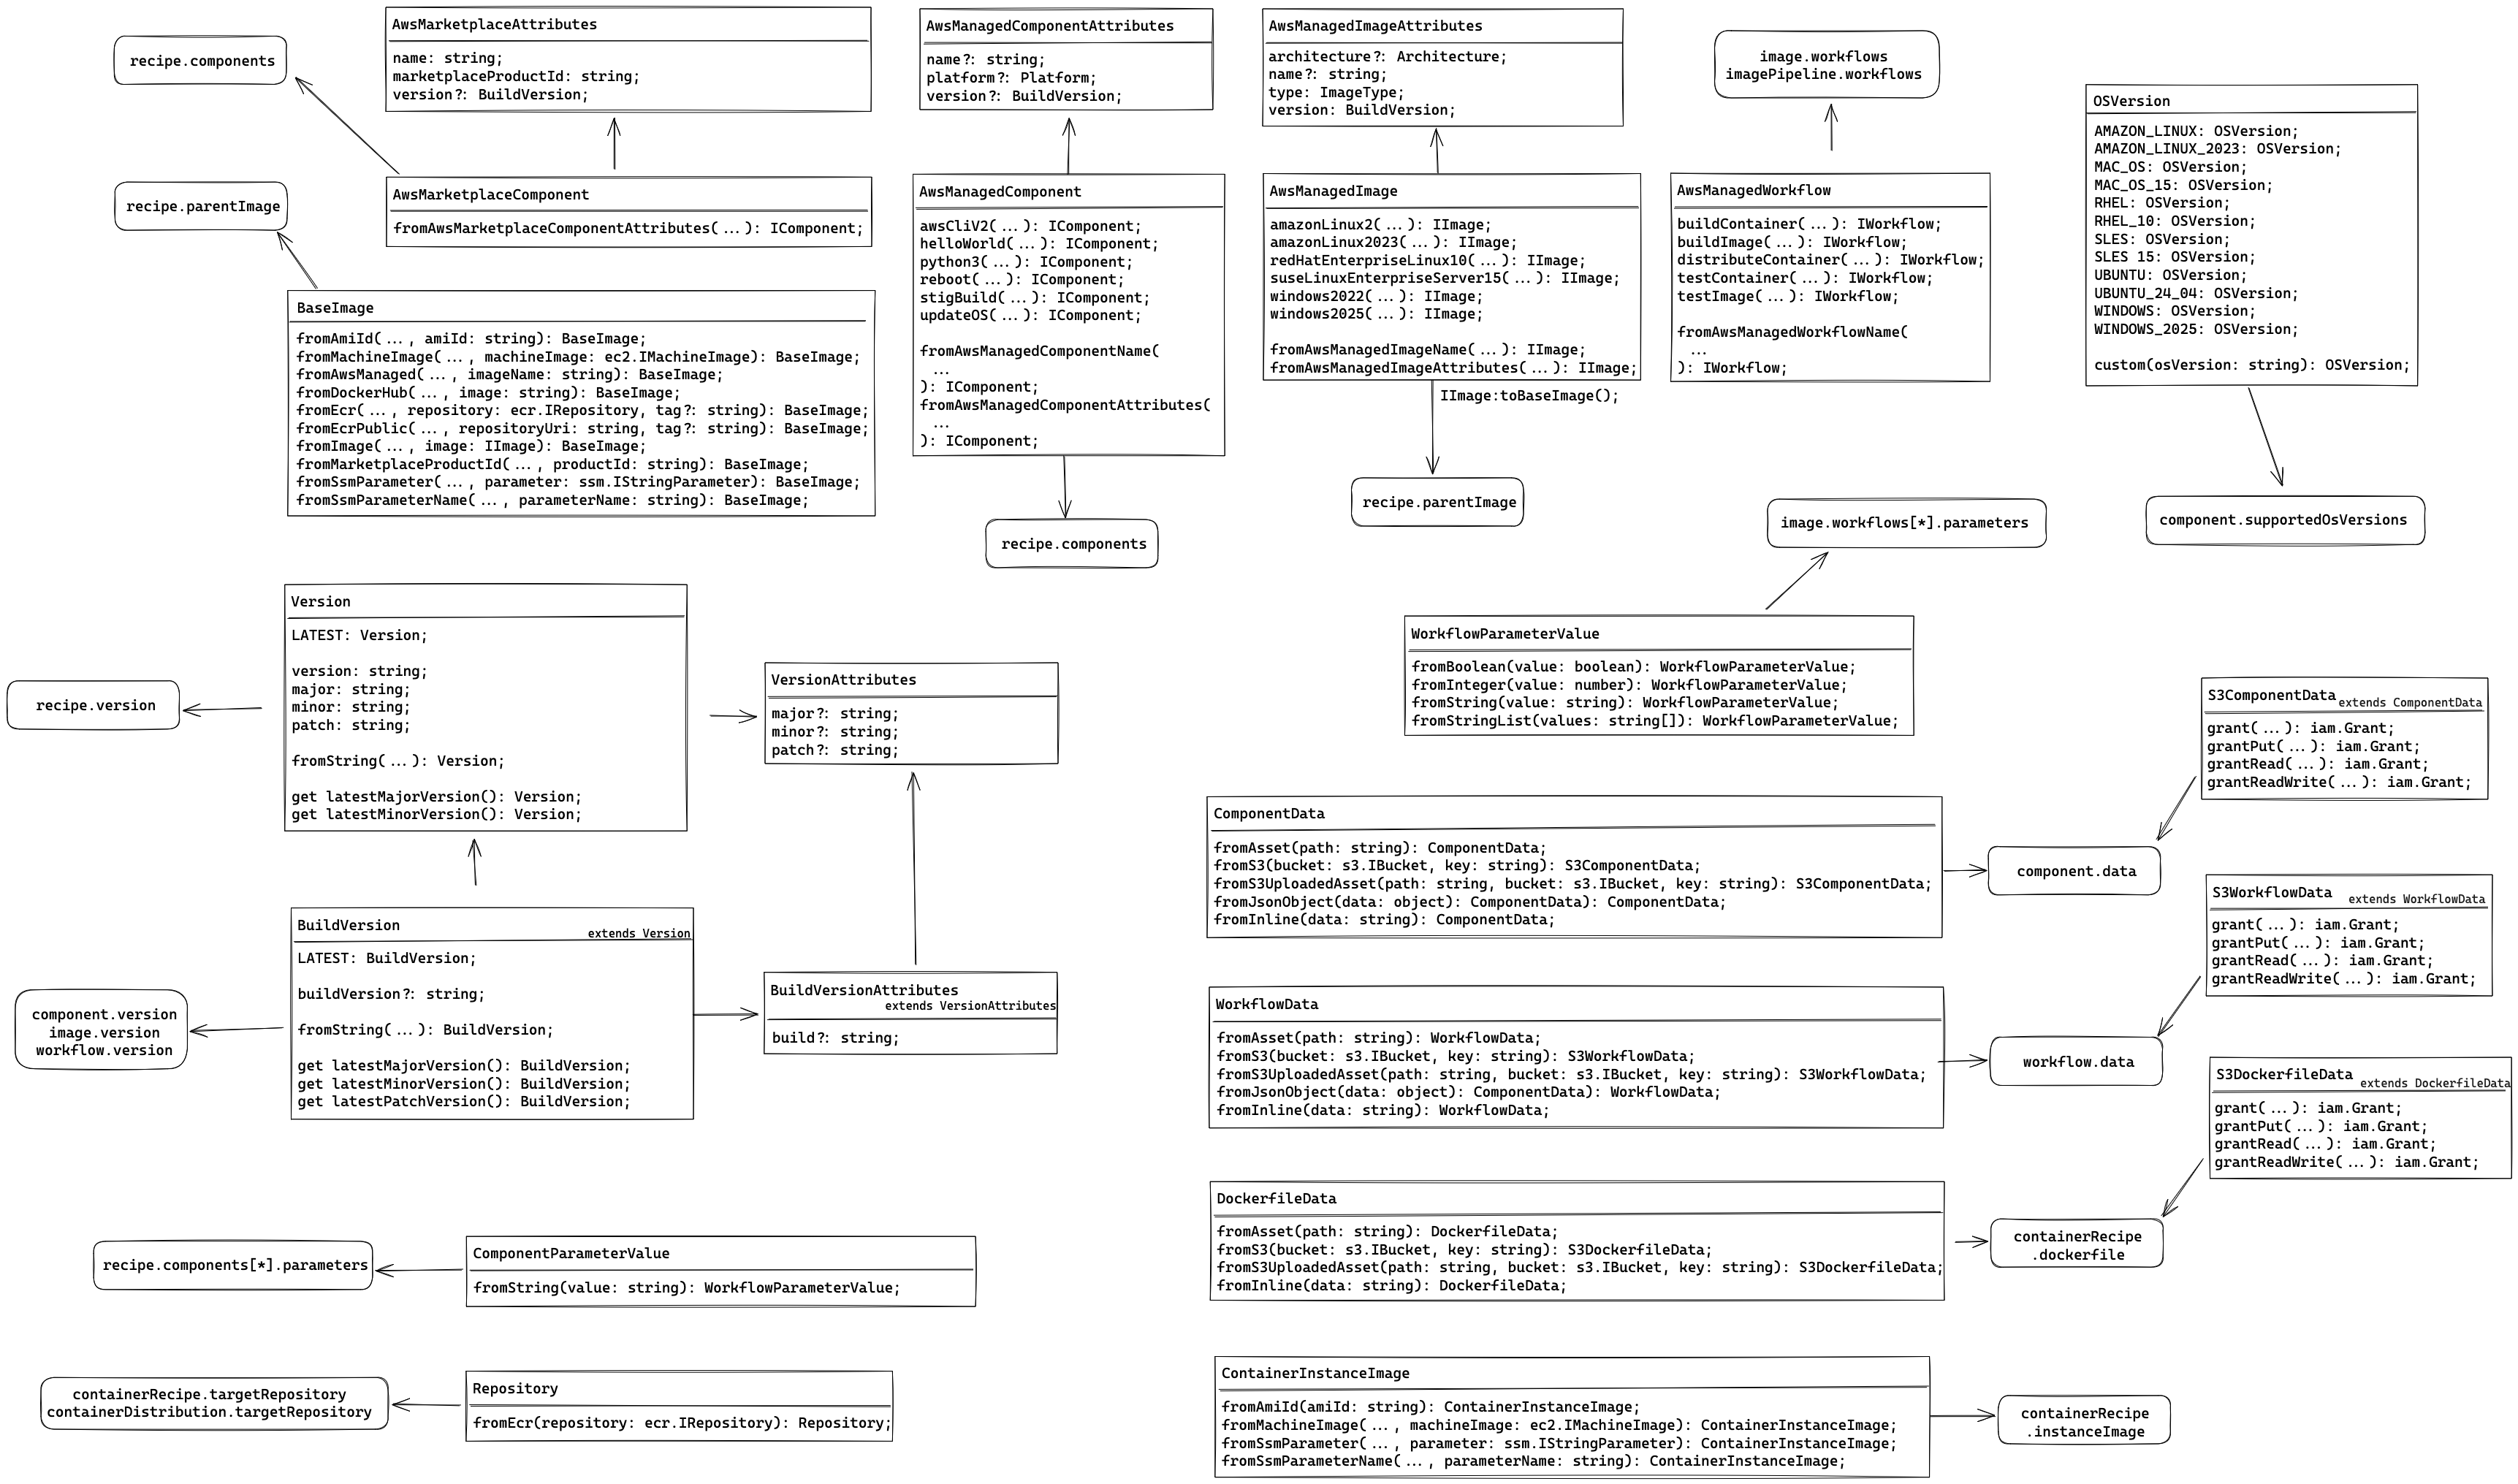 recipe.components
AwsMarketplaceAttributes
name: string;
marketplaceProductId: string;
version?: BuildVersion;
AwsManagedComponentAttributes
name?: string;
platform?: Platform;
version?: BuildVersion;
AwsManagedImageAttributes
architecture?: Architecture;
name?: string;
type: ImageType;
version: BuildVersion;
image.workflows
imagePipeline.workflows
OSVersion
AMAZON_LINUX: OSVersion;
AMAZON_LINUX_2023: OSVersion;
MAC_OS: OSVersion;
MAC_OS_15: OSVersion;
RHEL: OSVersion;
RHEL_10: OSVersion;
SLES: OSVersion;
SLES 15: OSVersion;
UBUNTU: OSVersion;
UBUNTU_24_04: OSVersion;
WINDOWS: OSVersion;
WINDOWS_2025: OSVersion;
custom(osVersion: string): OSVersion;
recipe.parentImage
AwsMarketplaceComponent
fromAwsMarketplaceComponentAttributes(...): IComponent;
AwsManagedComponent
awsCliV2(...): IComponent;
helloWorld(...): IComponent;
python3(...): IComponent;
reboot(...): IComponent;
stigBuild(...): IComponent;
updateOS(...): IComponent;
fromAwsManagedComponentName(
...
): IComponent;
fromAwsManagedComponentAttributes(
...
): IComponent;
AwsManagedImage
amazonLinux2(...): IImage;
amazonLinux2023(...): IImage;
redHatEnterpriseLinux10(...): IImage;
suseLinuxEnterpriseServer15(...): IImage;
windows2022(...): IImage;
windows2025(...): IImage;
fromAwsManagedImageName(...): IImage;
fromAwsManagedImageAttributes(...): IImage;
IImage:toBaseImage();
AwsManagedWorkflow
buildContainer(...): IWorkflow;
buildImage(...): IWorkflow;
distributeContainer(...): IWorkflow;
testContainer(...): IWorkflow;
testImage(...): IWorkflow;
fromAwsManagedWorkflowName(
...
): IWorkflow;
BaseImage
fromAmiId(..., amiId: string): BaseImage;
fromMachineImage(..., machineImage: ec2.IMachineImage): BaseImage;
fromAwsManaged(..., imageName: string): BaseImage;
fromDockerHub(..., image: string): BaseImage;
fromEcr(..., repository: ecr.IRepository, tag?: string): BaseImage;
fromEcrPublic(..., repositoryUri: string, tag?: string): BaseImage;
fromImage(..., image: IImage): BaseImage;
fromMarketplaceProductId(..., productId: string): BaseImage;
fromSsmParameter(..., parameter: ssm.IStringParameter): BaseImage;
fromSsmParameterName(..., parameterName: string): BaseImage;
recipe.components
recipe.parentImage
image.workflows[*].parameters
component.supportedOsVersions
Version
LATEST: Version;
version: string;
major: string;
minor: string;
patch: string;
fromString(...): Version;
get latestMajorVersion(): Version;
get latestMinorVersion(): Version;
recipe.version
VersionAttributes
major?: string;
minor?: string;
patch?: string;
WorkflowParameterValue
fromBoolean(value: boolean): WorkflowParameterValue;
fromInteger(value: number): WorkflowParameterValue;
fromString(value: string): WorkflowParameterValue;
fromStringList(values: string[]): WorkflowParameterValue;
S3ComponentData
extends ComponentData
grant(...): iam.Grant;
grantPut(...): iam.Grant;
grantRead(...): iam.Grant;
grantReadWrite(...): iam.Grant;
ComponentData
fromAsset(path: string): ComponentData;
fromS3(bucket: s3.IBucket, key: string): S3ComponentData;
fromS3UploadedAsset(path: string, bucket: s3.IBucket, key: string): S3ComponentData;
fromJsonObject(data: object): ComponentData): ComponentData;
fromInline(data: string): ComponentData;
component.data
BuildVersion
extends Version
LATEST: BuildVersion;
buildVersion?: string;
fromString(...): BuildVersion;
get latestMajorVersion(): BuildVersion;
get latestMinorVersion(): BuildVersion;
get latestPatchVersion(): BuildVersion;
component.version
image.version
workflow.version
BuildVersionAttributes
extends VersionAttributes
build?: string;
S3WorkflowData
extends WorkflowData
grant(...): iam.Grant;
grantPut(...): iam.Grant;
grantRead(...): iam.Grant;
grantReadWrite(...): iam.Grant;
WorkflowData
fromAsset(path: string): WorkflowData;
fromS3(bucket: s3.IBucket, key: string): S3WorkflowData;
fromS3UploadedAsset(path: string, bucket: s3.IBucket, key: string): S3WorkflowData;
fromJsonObject(data: object): ComponentData): WorkflowData;
fromInline(data: string): WorkflowData;
workflow.data
S3DockerfileData
extends DockerfileData
grant(...): iam.Grant;
grantPut(...): iam.Grant;
grantRead(...): iam.Grant;
grantReadWrite(...): iam.Grant;
DockerfileData
fromAsset(path: string): DockerfileData;
fromS3(bucket: s3.IBucket, key: string): S3DockerfileData;
fromS3UploadedAsset(path: string, bucket: s3.IBucket, key: string): S3DockerfileData;
fromInline(data: string): DockerfileData;
containerRecipe
.dockerfile
recipe.components[*].parameters
ComponentParameterValue
fromString(value: string): WorkflowParameterValue;
containerRecipe.targetRepository
containerDistribution.targetRepository
Repository
fromEcr(repository: ecr.IRepository): Repository;
ContainerInstanceImage
fromAmiId(amiId: string): ContainerInstanceImage;
fromMachineImage(..., machineImage: ec2.IMachineImage): ContainerInstanceImage;
fromSsmParameter(..., parameter: ssm.IStringParameter): ContainerInstanceImage;
fromSsmParameterName(..., parameterName: string): ContainerInstanceImage;
containerRecipe
.instanceImage